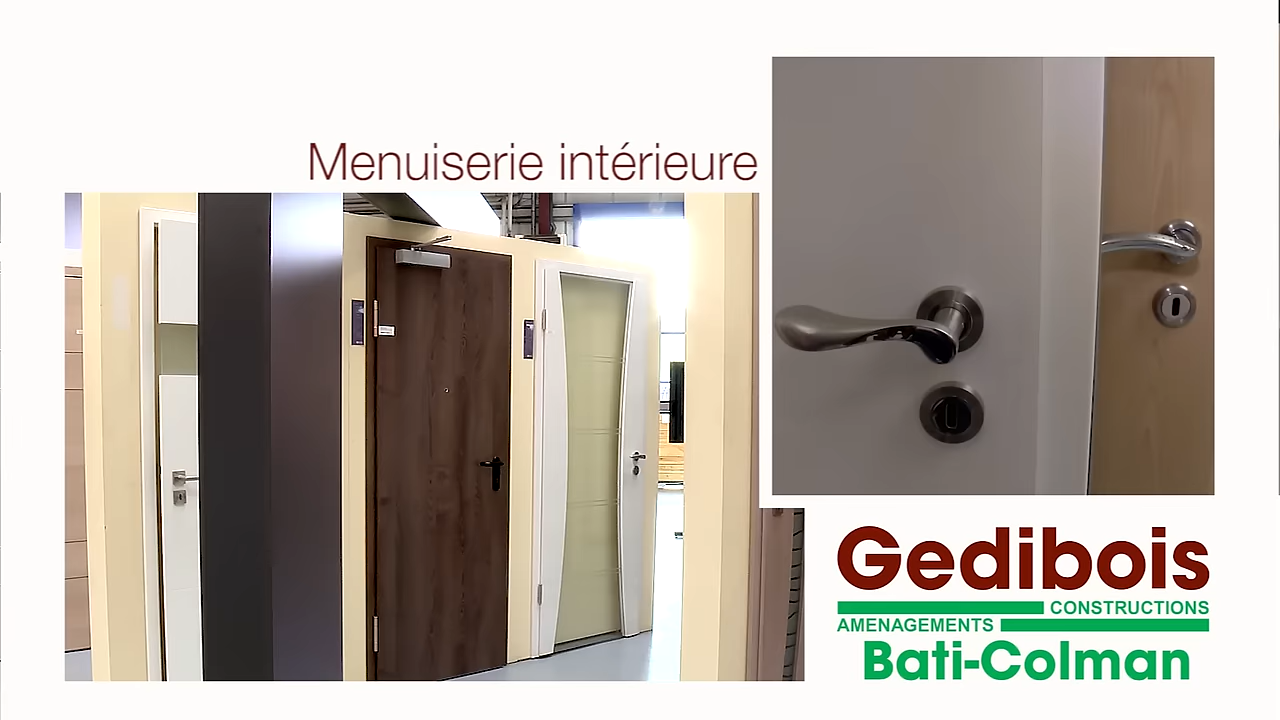 Menuiserie intérieure
Gedibois
CONSTRUCTIONS
AMENAGEMENTS
Bati-Colman